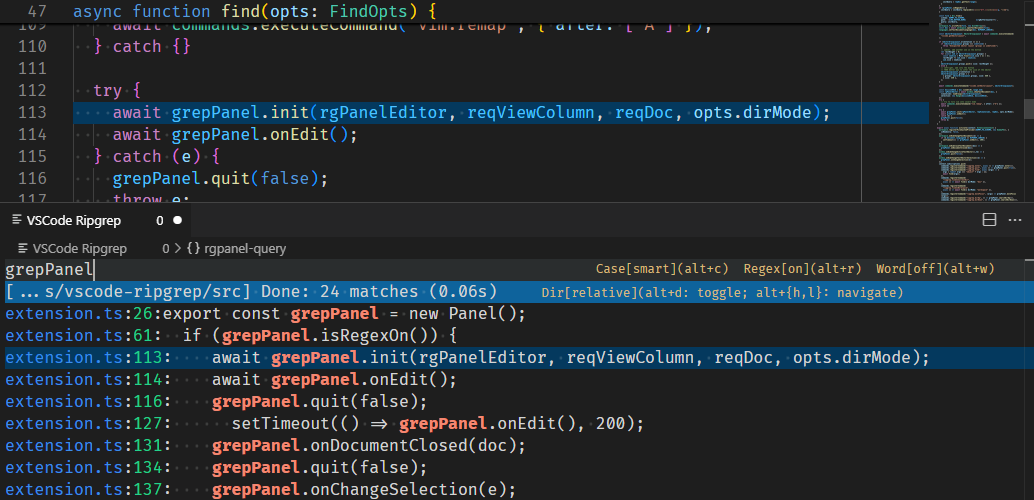 47 async function find(opts: FindOpts) {
109 await commands.executeCommand("vim.remap", { after: [ "A" ] });
110 } catch {}
111
112 try {
113 await grepPanel.init(rgPanelEditor, reqViewColumn, reqDoc, opts.dirMode);
114 await grepPanel.onEdit();
115 } catch (e) {
116 grepPanel.quit(false);
117 throw e;
VSCode Ripgrep 0
VSCode Ripgrep 0 > {} rgpanel-query
grepPanel Case[smart](alt+c) Regex[on](alt+r) Word[off](alt+w)
[ …s/vscode-ripgrep/src] Done: 24 matches (0.06s) Dir[relative](alt+d: toggle; alt+{h,l}: navigate)
extension.ts:26:export const grepPanel = new Panel();
extension.ts:61: if (grepPanel.isRegexOn()) {
extension.ts:113: await grepPanel.init(rgPanelEditor, reqViewColumn, reqDoc, opts.dirMode);
extension.ts:114: await grepPanel.onEdit();
extension.ts:116: grepPanel.quit(false);
extension.ts:127: setTimeout(() => grepPanel.onEdit(), 200);
extension.ts:131: grepPanel.onDocumentClosed(doc);
extension.ts:134: grepPanel.quit(false);
extension.ts:137: grepPanel.onChangeSelection(e);